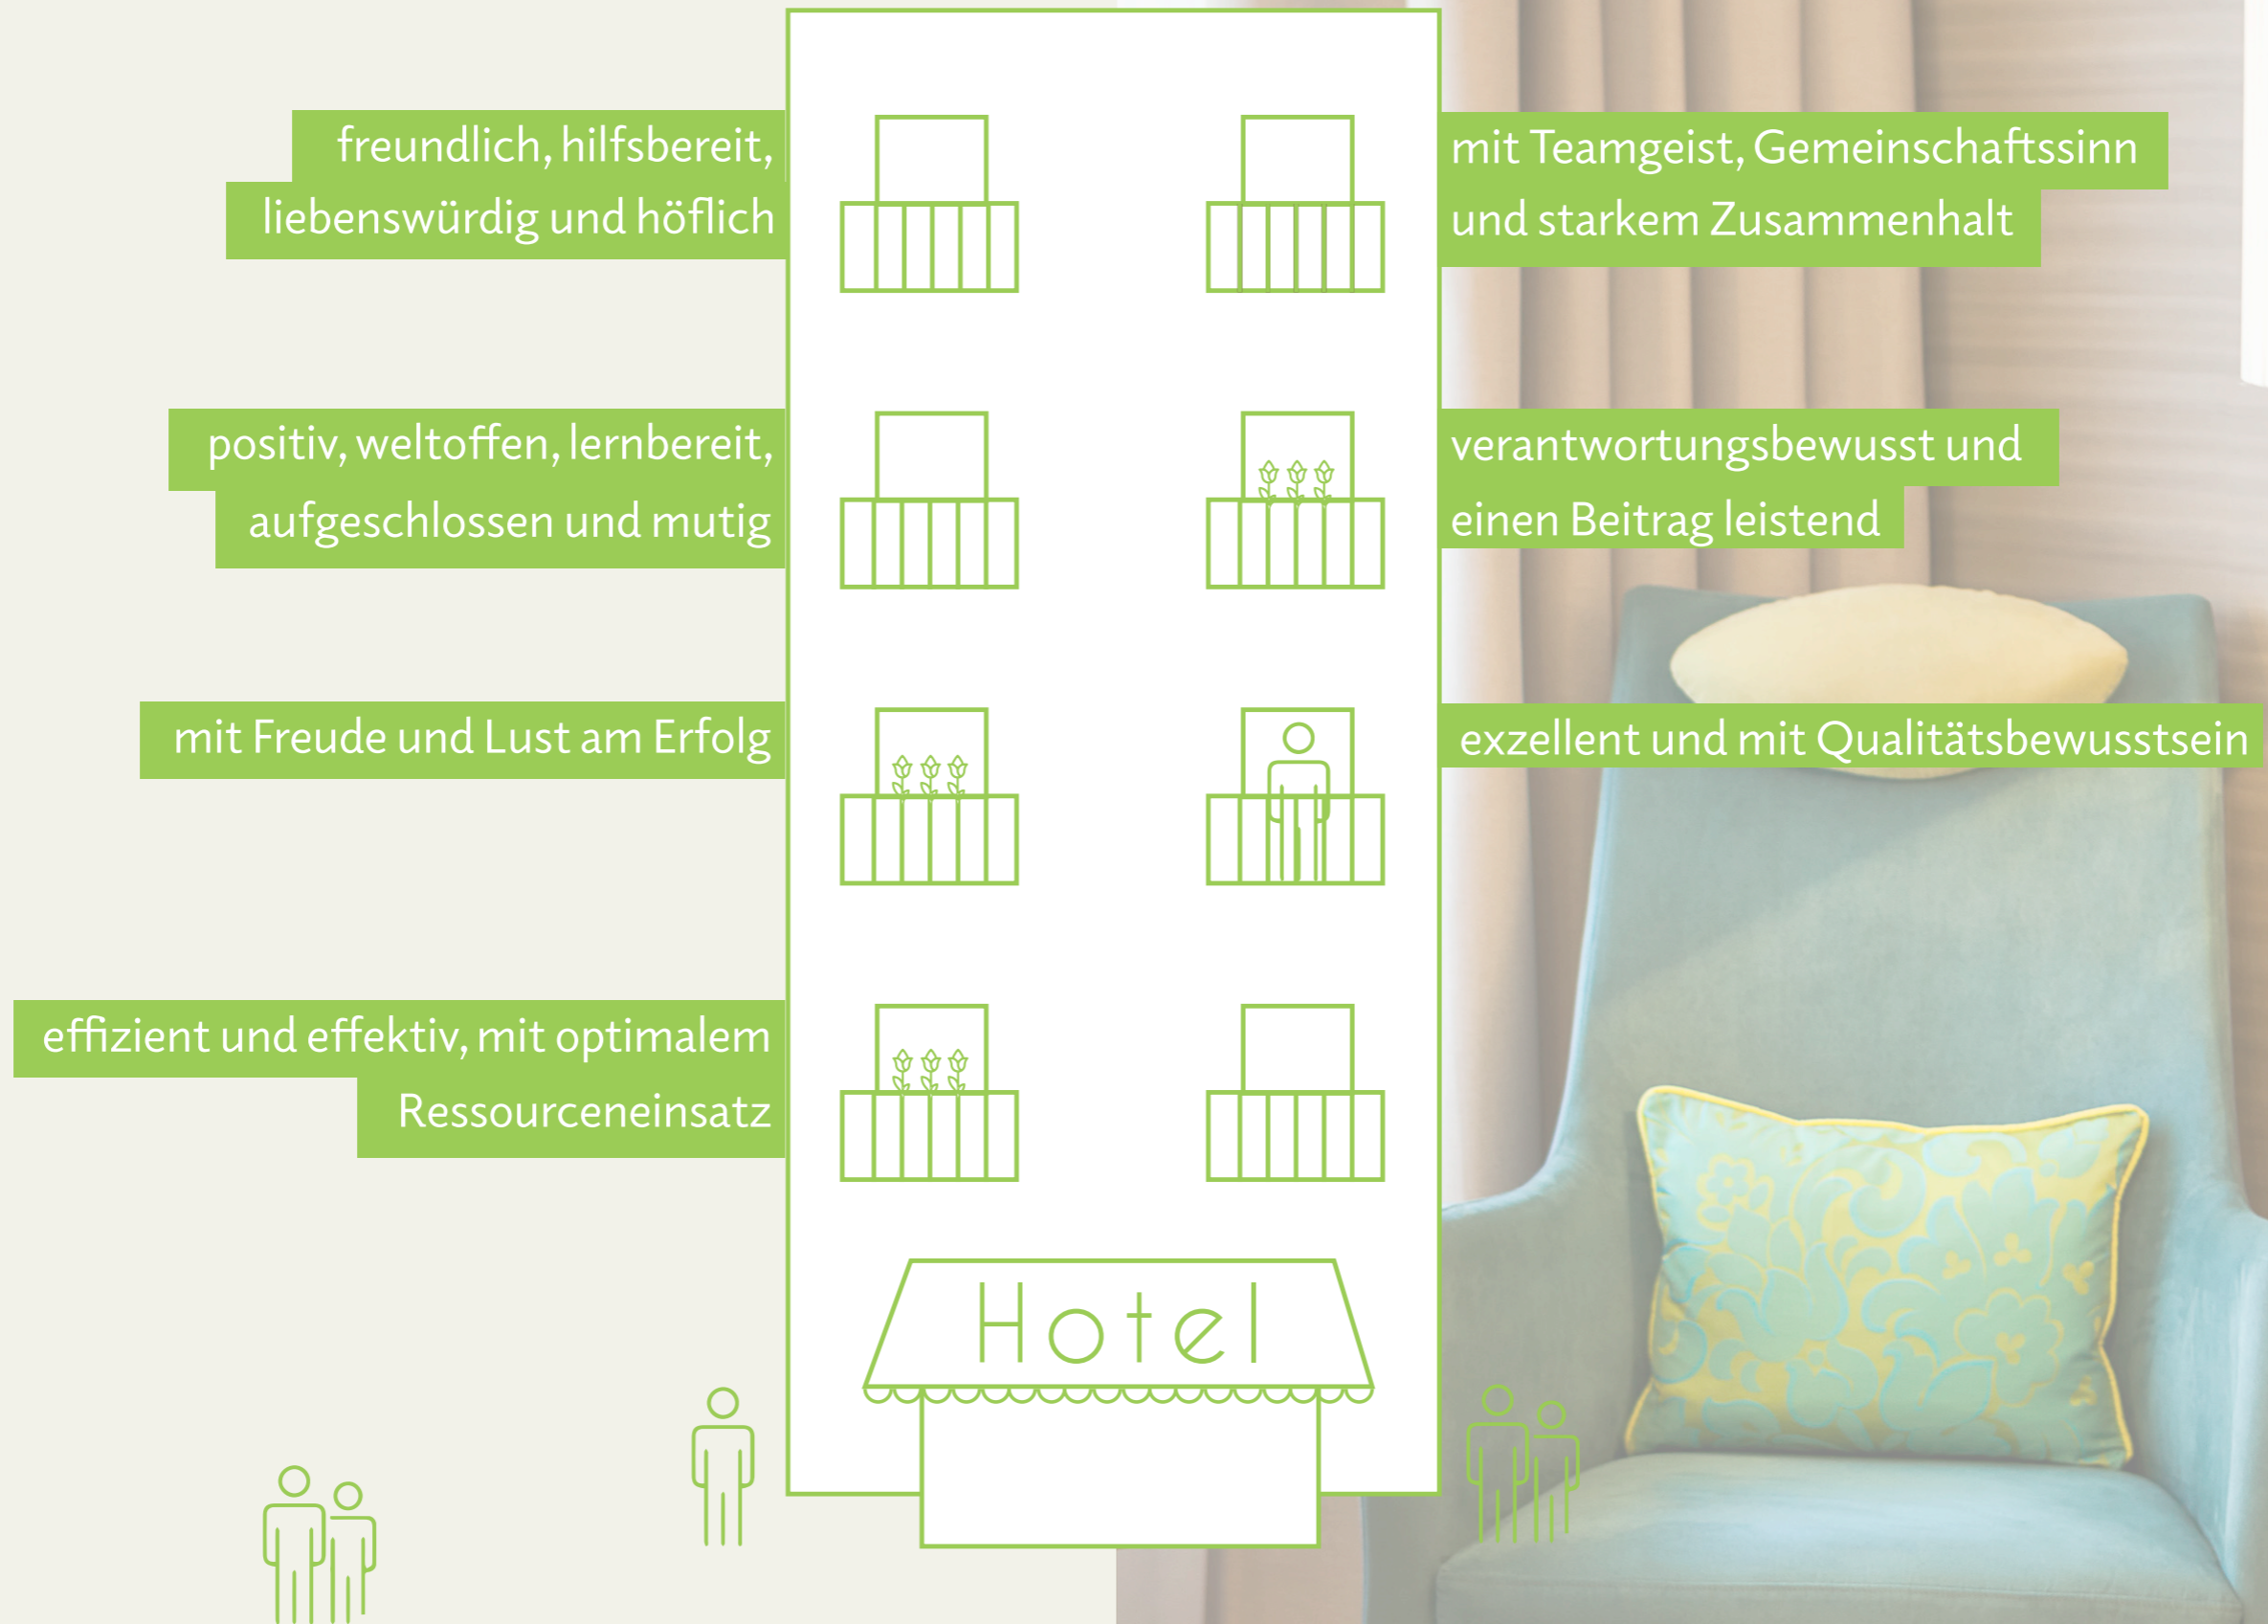 freundlich, hilfsbereit,
liebenswürdig und höflich
mit Teamgeist, Gemeinschaftssinn
und starkem Zusammenhalt
positiv, weltoffen, lernbereit,
aufgeschlossen und mutig
verantwortungsbewusst und
einen Beitrag leistend
mit Freude und Lust am Erfolg
exzellent und mit Qualitätsbewusstsein
effizient und effektiv, mit optimalem
Ressourceneinsatz
Hotel